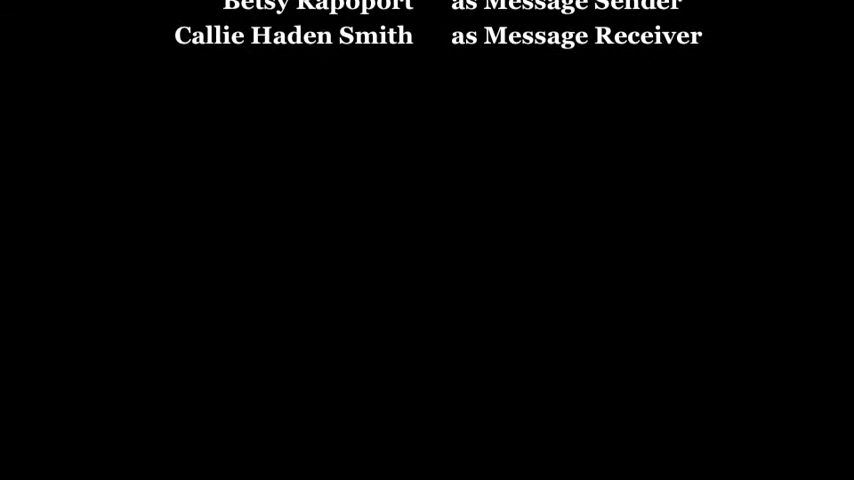 Betsy Rapoport as Message Sender
Callie Haden Smith as Message Receiver